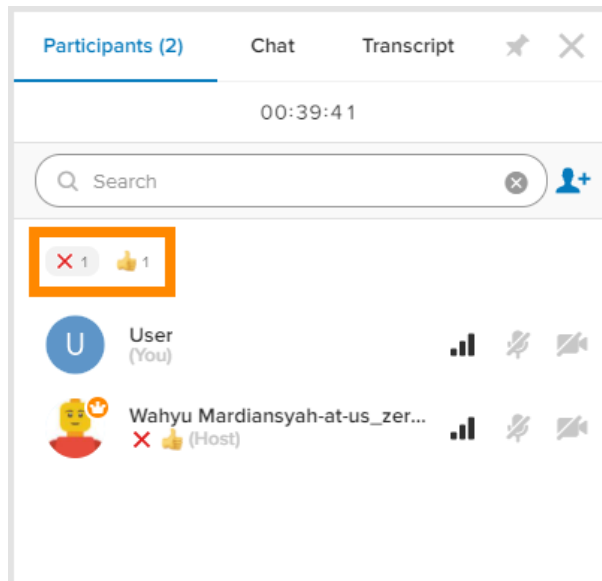 Participants (2) Chat Transcript
00:39:41
Search
1 1
U User
(You)
Wahyu Mardiansyah-at-us_zer...
(Host)